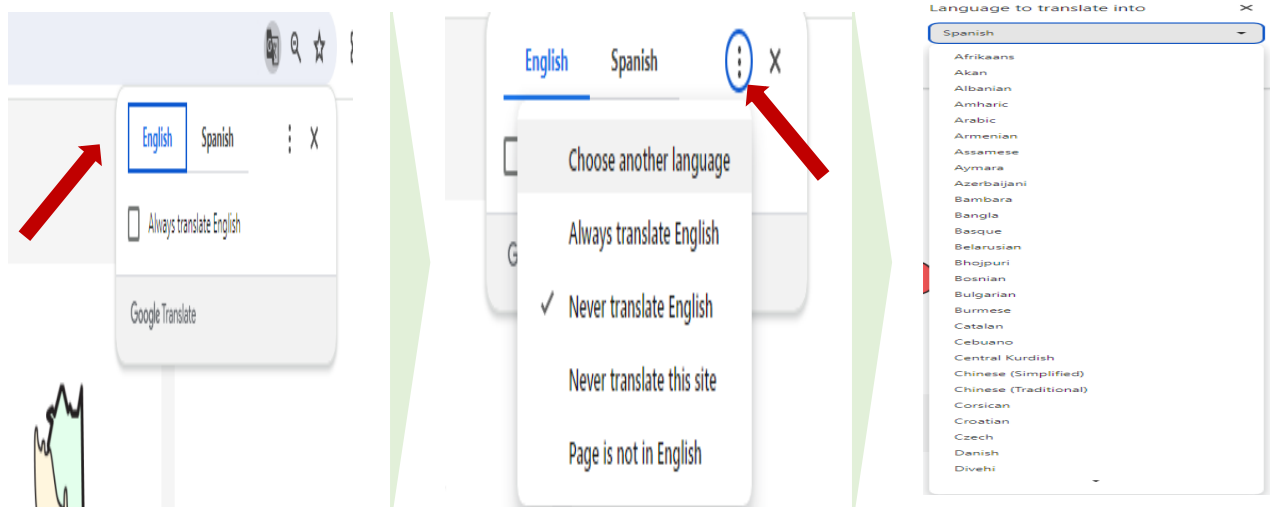 English Spanish
Always translate English
Google Translate
English Spanish
Choose another language
Always translate English
G
Never translate English
Never translate this site
Page is not in English
Language to translate into
Spanish
Afrikaans
Akan
Albanian
Amharic
Arabic
Armenian
Assamese
Aymara
Azerbaijani
Bambara
Bangla
Basque
Belarusian
Bhojpuri
Bosnian
Bulgarian
Burmese
Catalan
Cebuano
Central Kurdish
Chinese (Simplified)
Chinese (Traditional)
Corsican
Croatian
Czech
Danish
Divehi